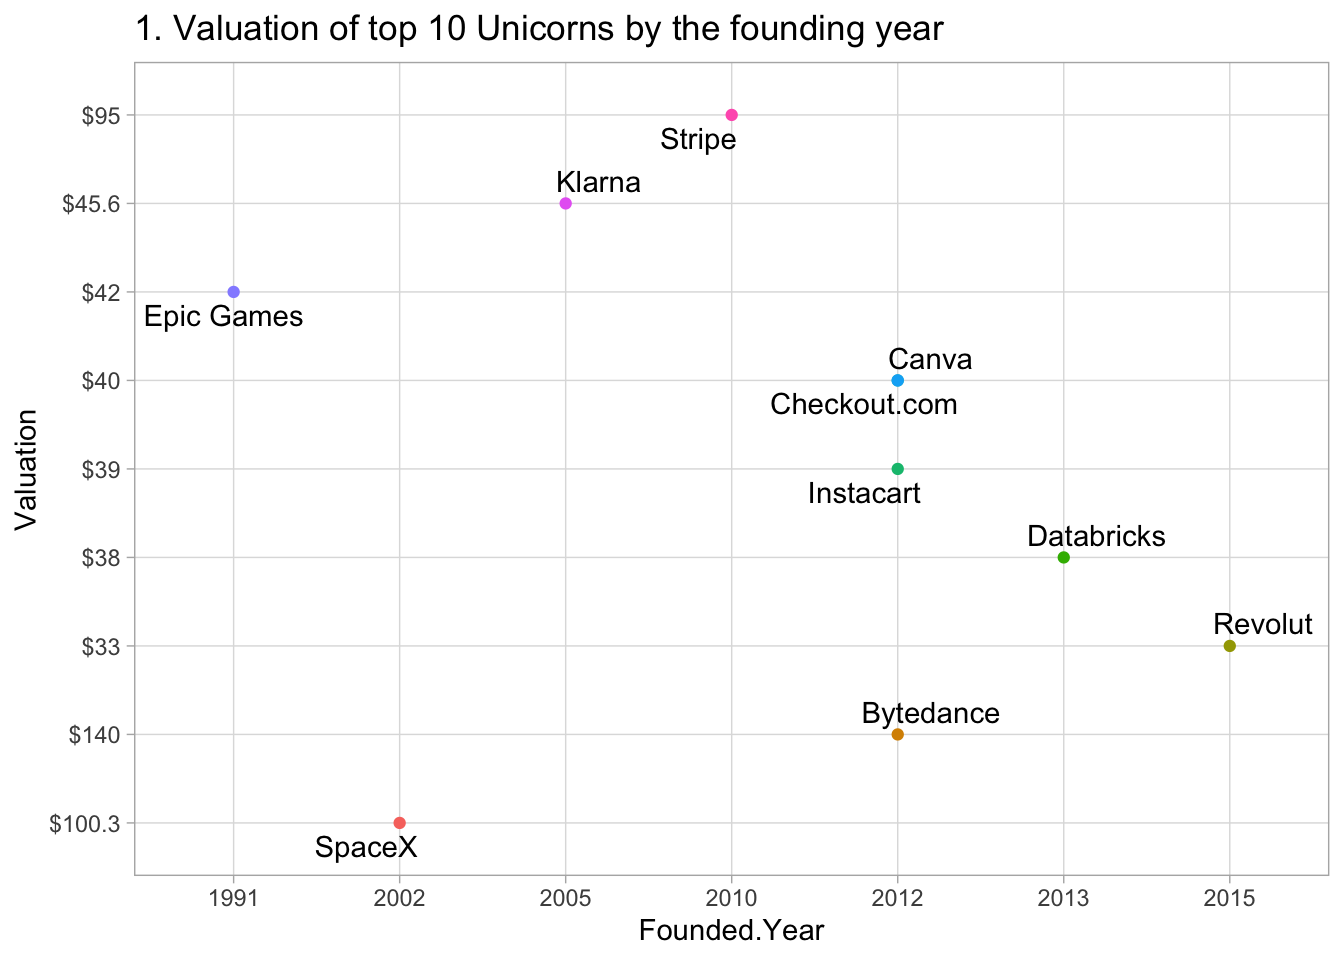 1. Valuation of top 10 Unicorns by the founding year
$95
Stripe
Klarna
$45.6
$42
Epic Games
Canva
$40
Checkout.com
Valuation
$39
Instacart
Databricks
$38
Revolut
$33
Bytedance
$140
$100.3
SpaceX
1991 2002 2005 2010 2012 2013 2015
Founded.Year